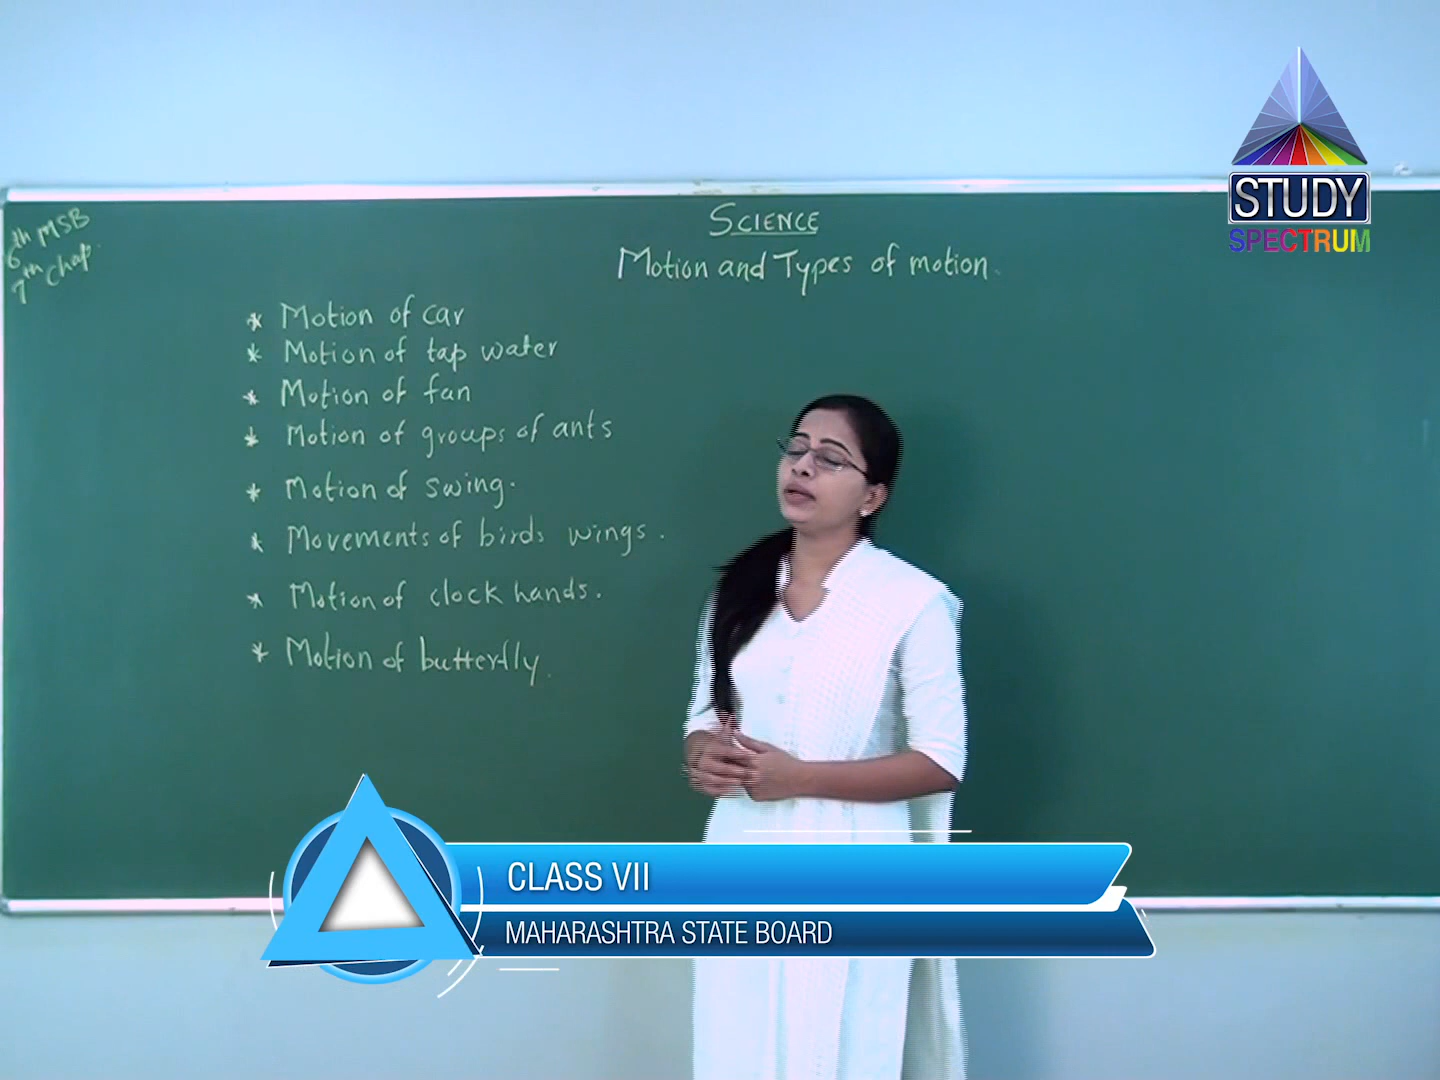 STUDY
SPECTRUM
6th MSB
7th Chap.
SCIENCE
Motion and Types of motion.
* Motion of car
* Motion of tap water
* Motion of fan
* Motion of groups of ants
* Motion of swing.
* Movements of birds wings.
* Motion of clock hands.
* Motion of butterfly.
CLASS VII
MAHARASHTRA STATE BOARD